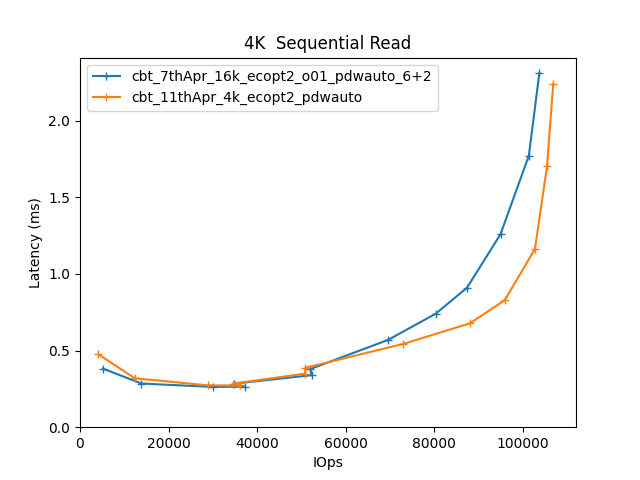 4K  Sequential Read
cbt_7thApr_16k_ecopt2_o01_pdwauto_6+2
cbt_11thApr_4k_ecopt2_pdwauto
Latency (ms)
2.0
1.5
1.0
0.5
0.0
0 20000 40000 60000 80000 100000
IOps